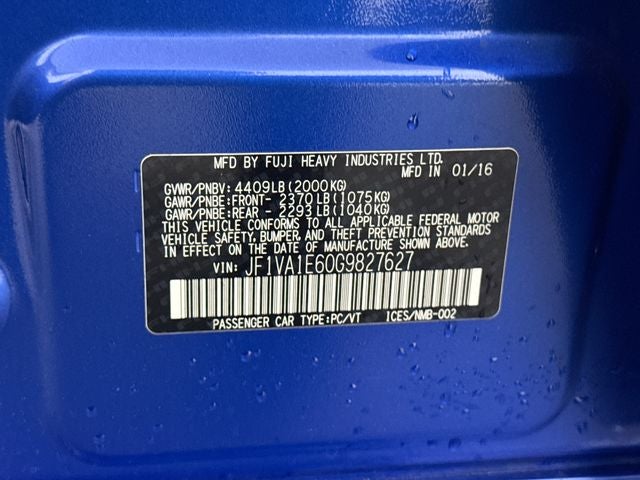 MFD BY FUJI HEAVY INDUSTRIES LTD.
MFD IN 01/16
GVWR/PNBV: 4409LB(2000KG)
GAWR/PNBE:FRONT- 2370LB(1075KG)
GAWR/PNBE:REAR - 2293LB(1040KG)
THIS VEHICLE CONFORMS TO ALL APPLICABLE FEDERAL MOTOR
VEHICLE SAFETY, BUMPER, AND THEFT PREVENTION STANDARDS
IN EFFECT ON THE DATE OF MANUFACTURE SHOWN ABOVE.
VIN: JF1VA1E60G9827627
PASSENGER CAR TYPE:PC/VT ICES/NMB-002